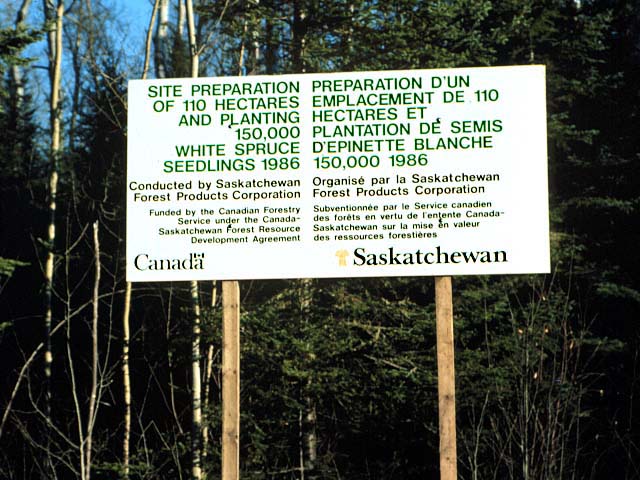 SITE PREPARATION
OF 110 HECTARES
AND PLANTING
150,000
WHITE SPRUCE
SEEDLINGS 1986
Conducted by Saskatchewan
Forest Products Corporation
Funded by the Canadian Forestry
Service under the Canada-
Saskatchewan Forest Resource
Development Agreement
Canada
PREPARATION D'UN
EMPLACEMENT DE 110
HECTARES ET
PLANTATION DE SEMIS
D'EPINETTE BLANCHE
150,000 1986
Organisé par la Saskatchewan
Forest Products Corporation
Subventionnée par le Service canadien
des forêts en vertu de l'entente Canada-
Saskatchewan sur la mise en valeur
des ressources forestières
Saskatchewan